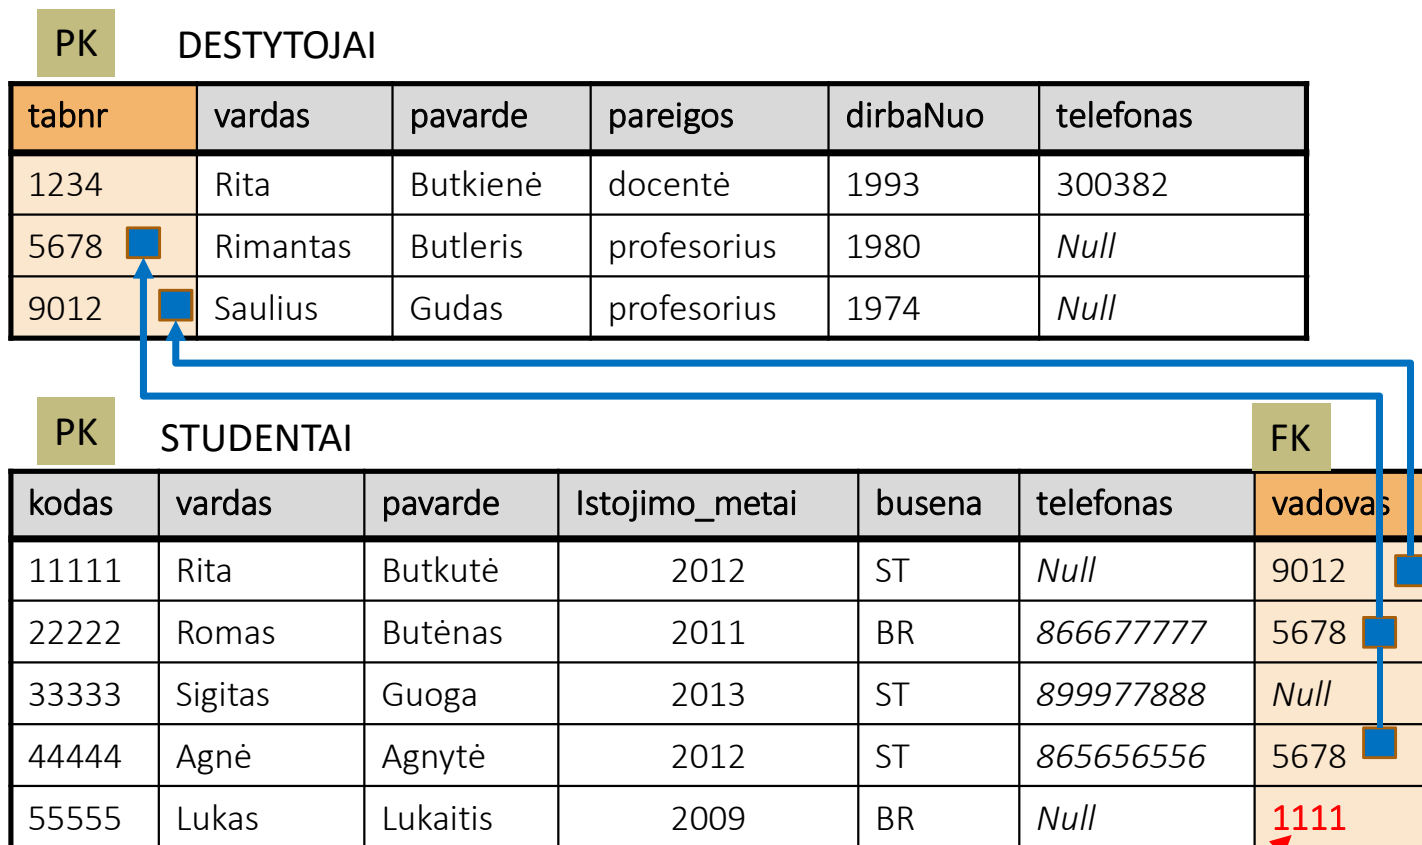 PK DESTYTOJAI
tabnr vardas pavarde pareigos dirbaNuo telefonas
1234 Rita Butkienė docentė 1993 300382
5678 Rimantas Butleris profesorius 1980 Null
9012 Saulius Gudas profesorius 1974 Null
PK STUDENTAI FK
kodas vardas pavarde Istojimo_metai busena telefonas vadovas
11111 Rita Butkutė 2012 ST Null 9012
22222 Romas Butėnas 2011 BR 866677777 5678
33333 Sigitas Guoga 2013 ST 899977888 Null
44444 Agnė Agnytė 2012 ST 865656556 5678
55555 Lukas Lukaitis 2009 BR Null 1111